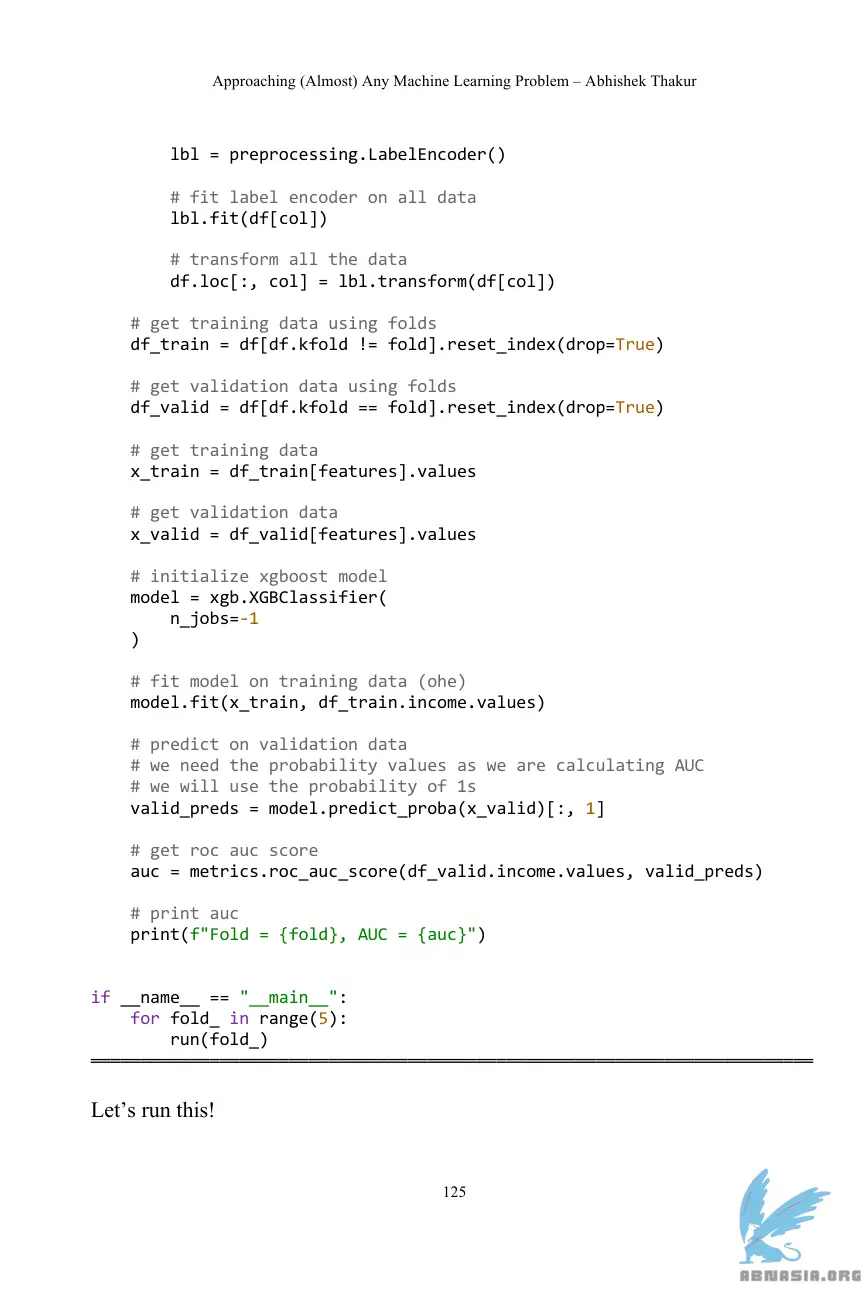 Approaching (Almost) Any Machine Learning Problem – Abhishek Thakur
        lbl = preprocessing.LabelEncoder()
        # fit label encoder on all data
        lbl.fit(df[col])
        # transform all the data
        df.loc[:, col] = lbl.transform(df[col])
    # get training data using folds
    df_train = df[df.kfold != fold].reset_index(drop=True)
    # get validation data using folds
    df_valid = df[df.kfold == fold].reset_index(drop=True)
    # get training data
    x_train = df_train[features].values
    # get validation data
    x_valid = df_valid[features].values
    # initialize xgboost model
    model = xgb.XGBClassifier(
        n_jobs=-1
    )
    # fit model on training data (ohe)
    model.fit(x_train, df_train.income.values)
    # predict on validation data
    # we need the probability values as we are calculating AUC
    # we will use the probability of 1s
    valid_preds = model.predict_proba(x_valid)[:, 1]
    # get roc auc score
    auc = metrics.roc_auc_score(df_valid.income.values, valid_preds)
    # print auc
    print(f"Fold = {fold}, AUC = {auc}")
if __name__ == "__main__":
    for fold_ in range(5):
        run(fold_)
Let’s run this!
125
ABNASIA.ORG